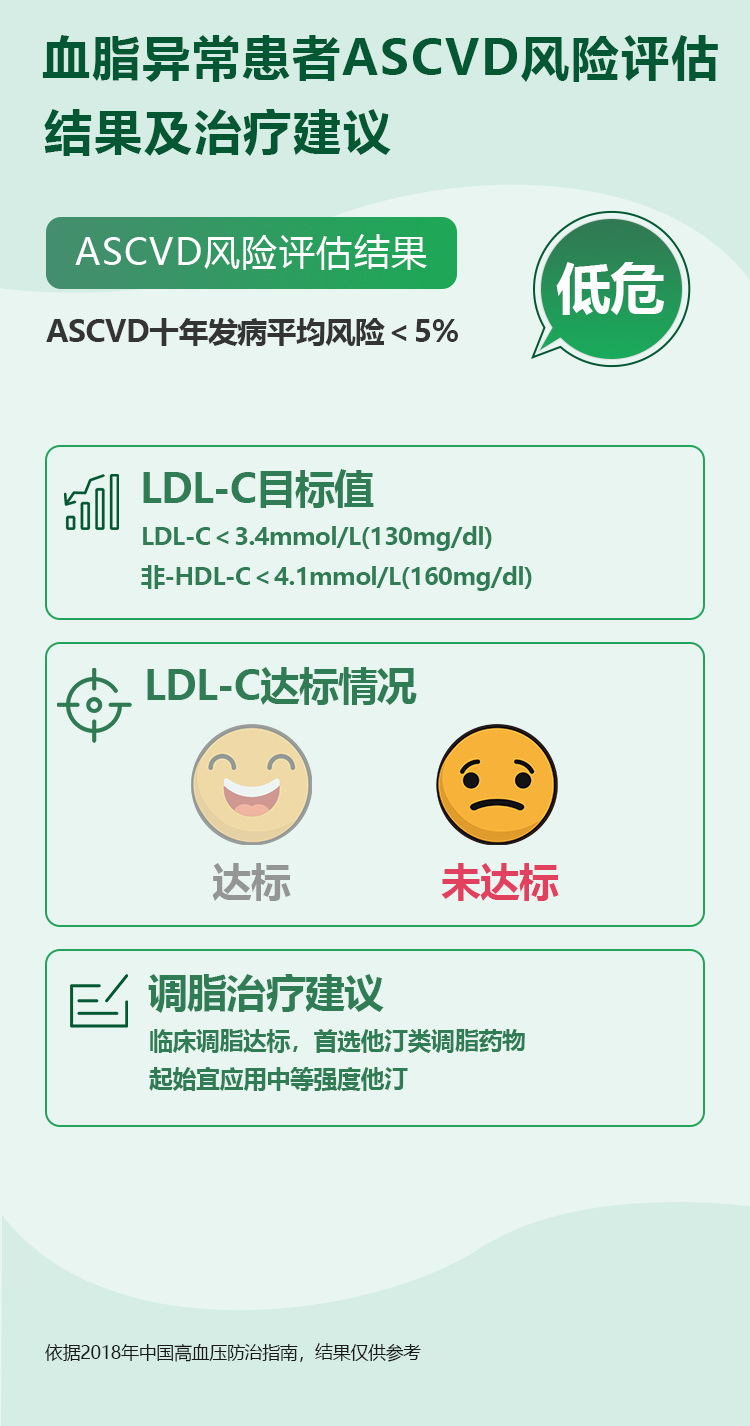 血脂异常患者ASCVD风险评估
结果及治疗建议
ASCVD风险评估结果
低危
ASCVD十年发病平均风险＜5%
LDL-C目标值
LDL-C＜3.4mmol/L(130mg/dl)
非-HDL-C＜4.1mmol/L(160mg/dl)
LDL-C达标情况
达标
未达标
调脂治疗建议
临床调脂达标，首选他汀类调脂药物
起始宜应用中等强度他汀
依据2018年中国高血压防治指南，结果仅供参考